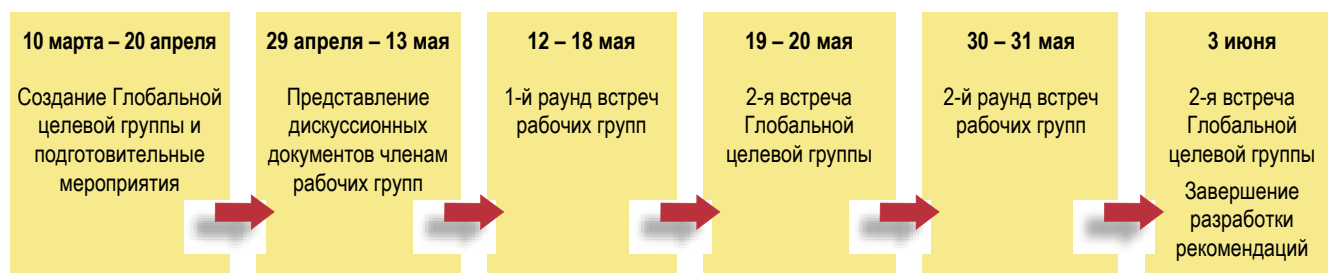 10 марта – 20 апреля
Создание Глобальной
целевой группы и
подготовительные
мероприятия
29 апреля – 13 мая
Представление
дискуссионных
документов членам
рабочих групп
12 – 18 мая
1-й раунд встреч
рабочих групп
19 – 20 мая
2-я встреча
Глобальной
целевой группы
30 – 31 мая
2-й раунд встреч
рабочих групп
3 июня
2-я встреча
Глобальной
целевой группы
Завершение
разработки
рекомендаций